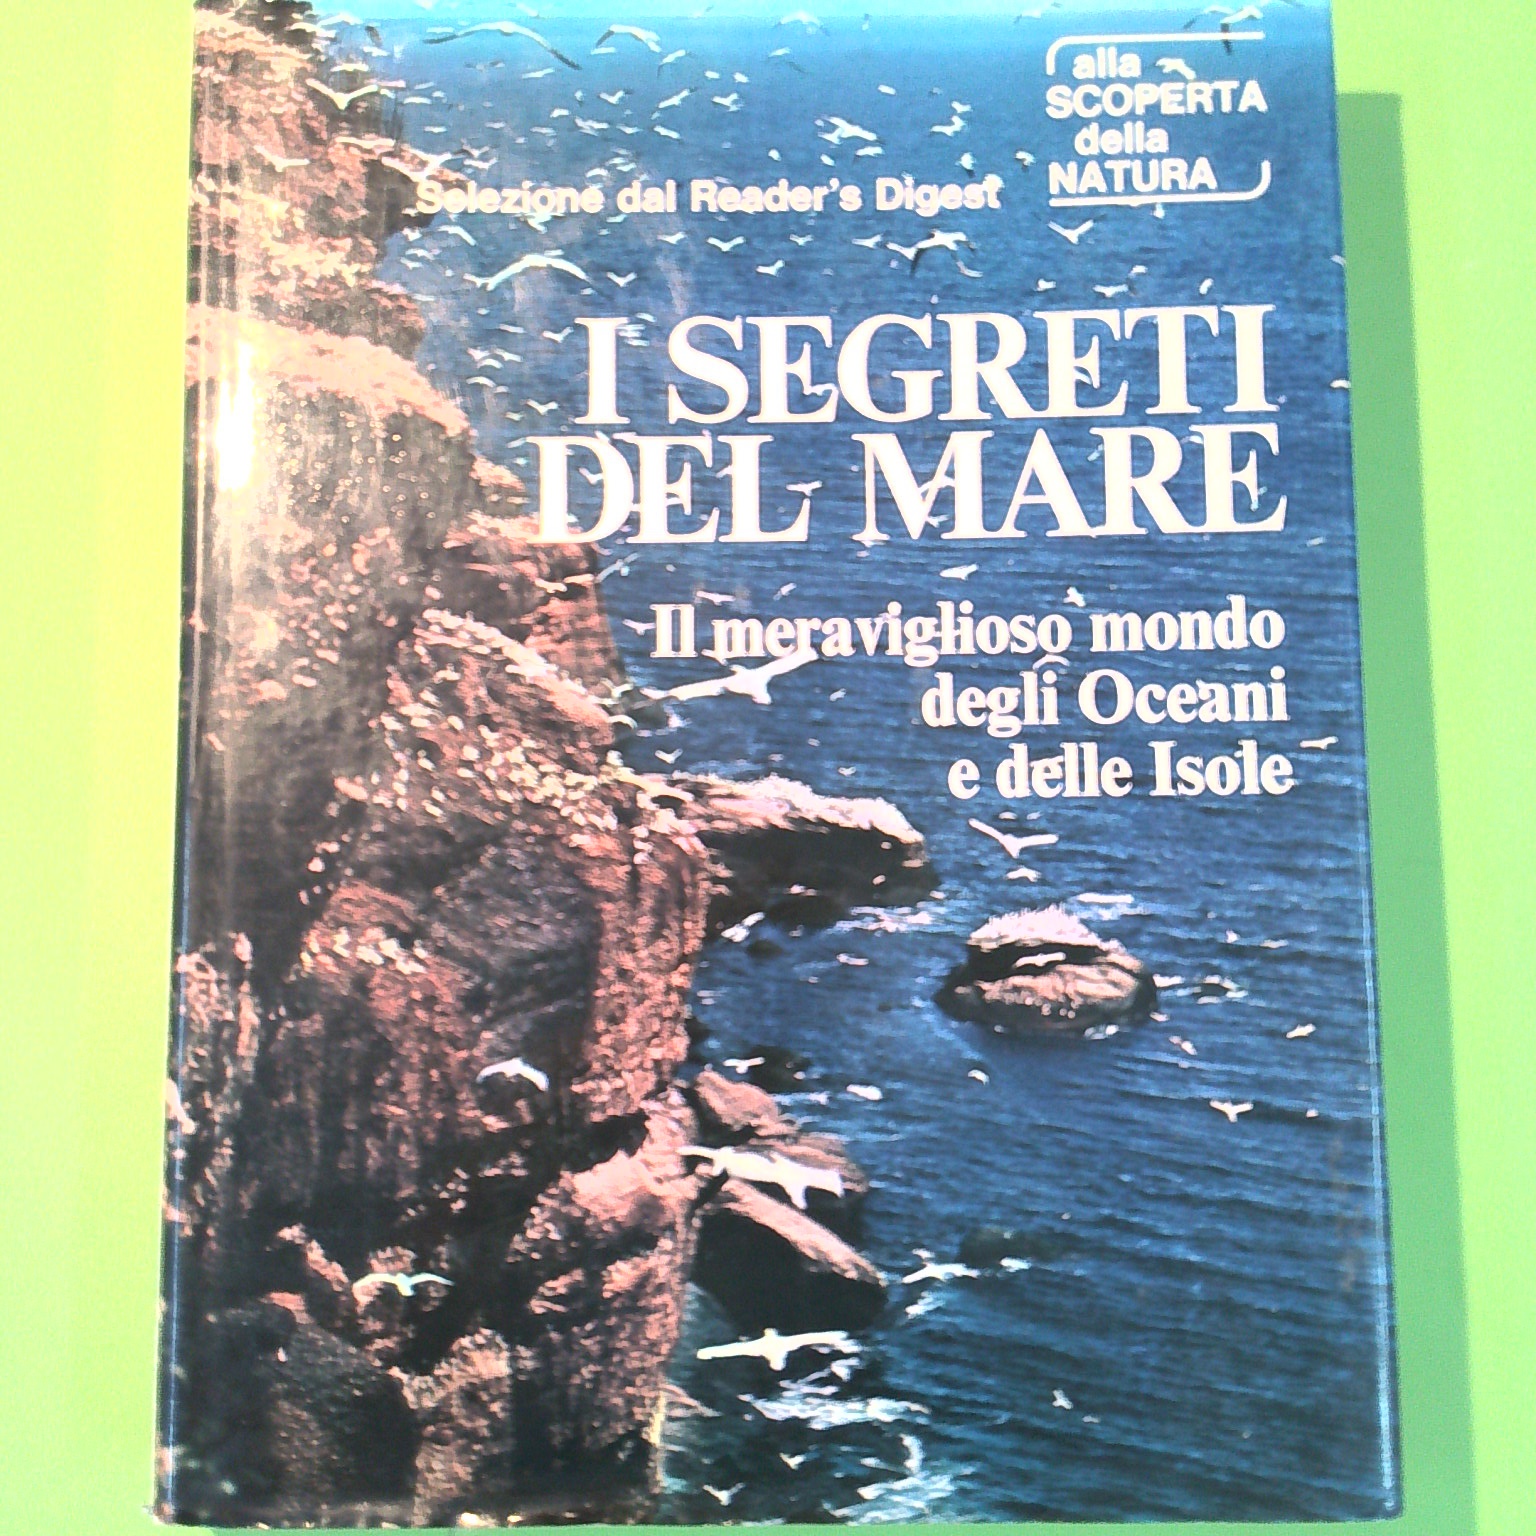 alla
SCOPERTA
della
NATURA
Selezione dal Reader's Digest
I SEGRETI
DEL MARE
Il meraviglioso mondo
degli Oceani
e delle Isole